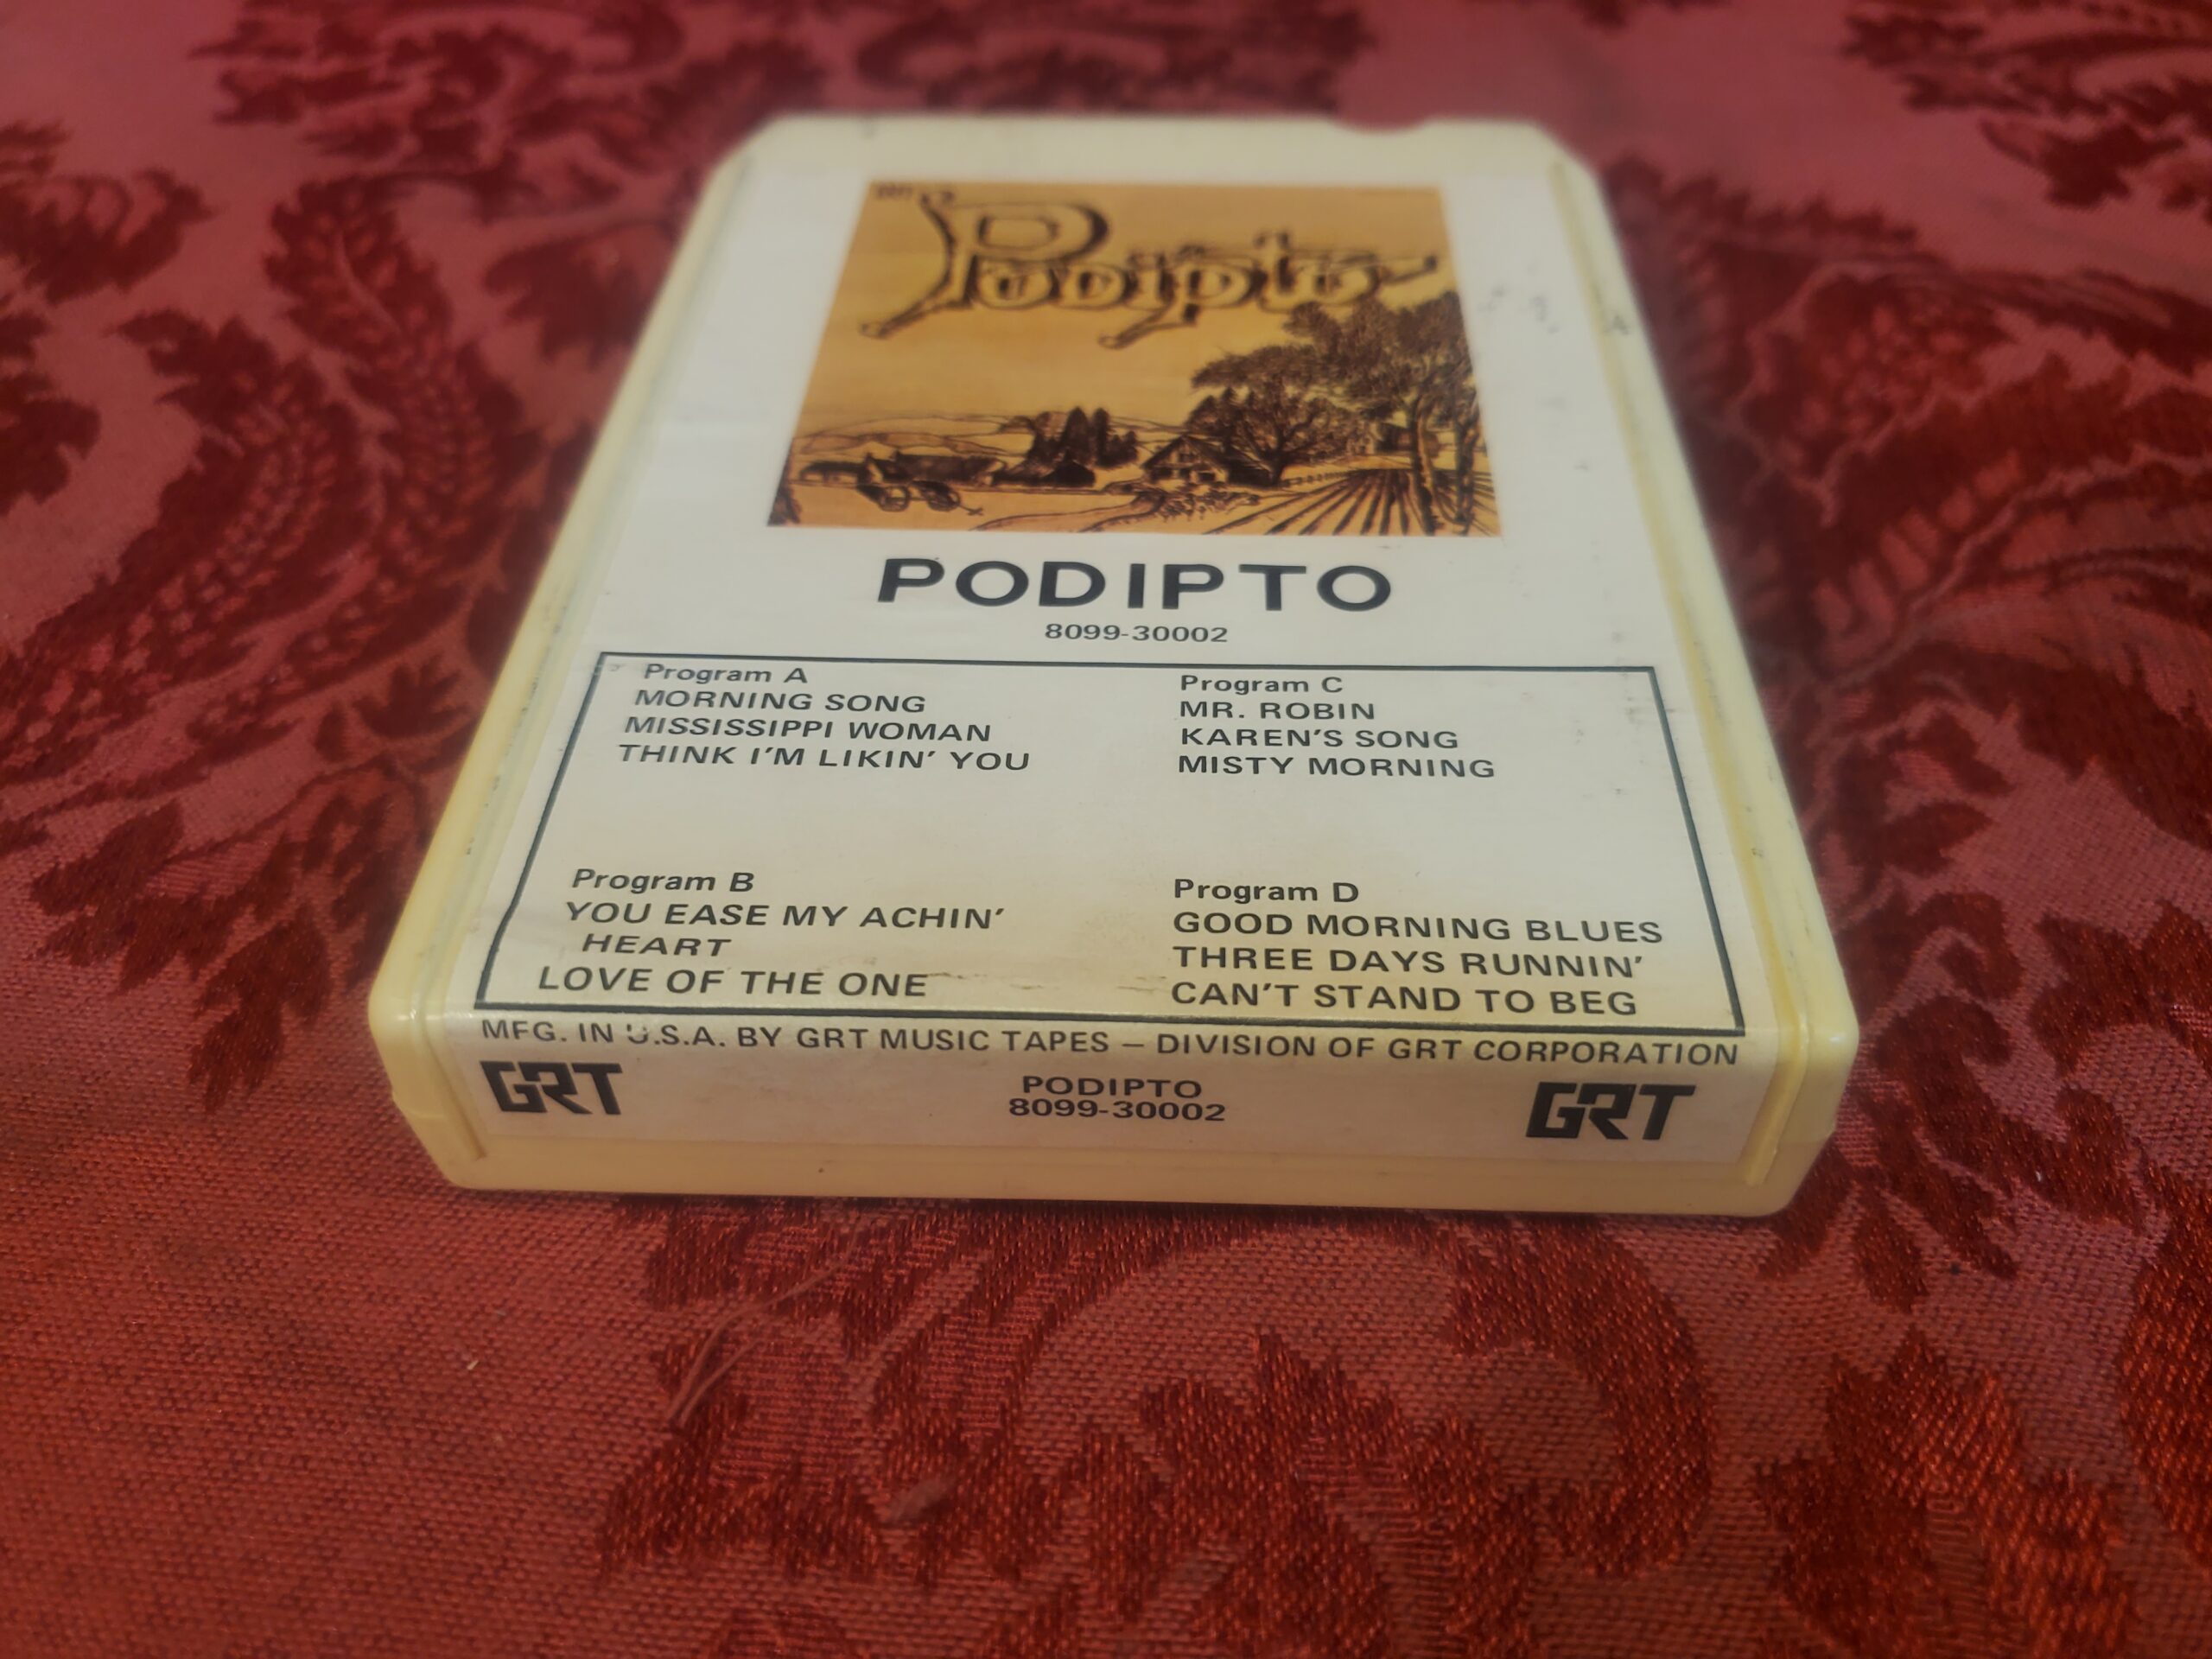 GRT
Podipto
PODIPTO
8099-30002
Program A
MORNING SONG
MISSISSIPPI WOMAN
THINK I'M LIKIN' YOU
Program B
YOU EASE MY ACHIN'
HEART
LOVE OF THE ONE
Program C
MR. ROBIN
KAREN'S SONG
MISTY MORNING
Program D
GOOD MORNING BLUES
THREE DAYS RUNNIN'
CAN'T STAND TO BEG
MFG. IN U.S.A. BY GRT MUSIC TAPES – DIVISION OF GRT CORPORATION
GRT
PODIPTO
8099-30002
GRT